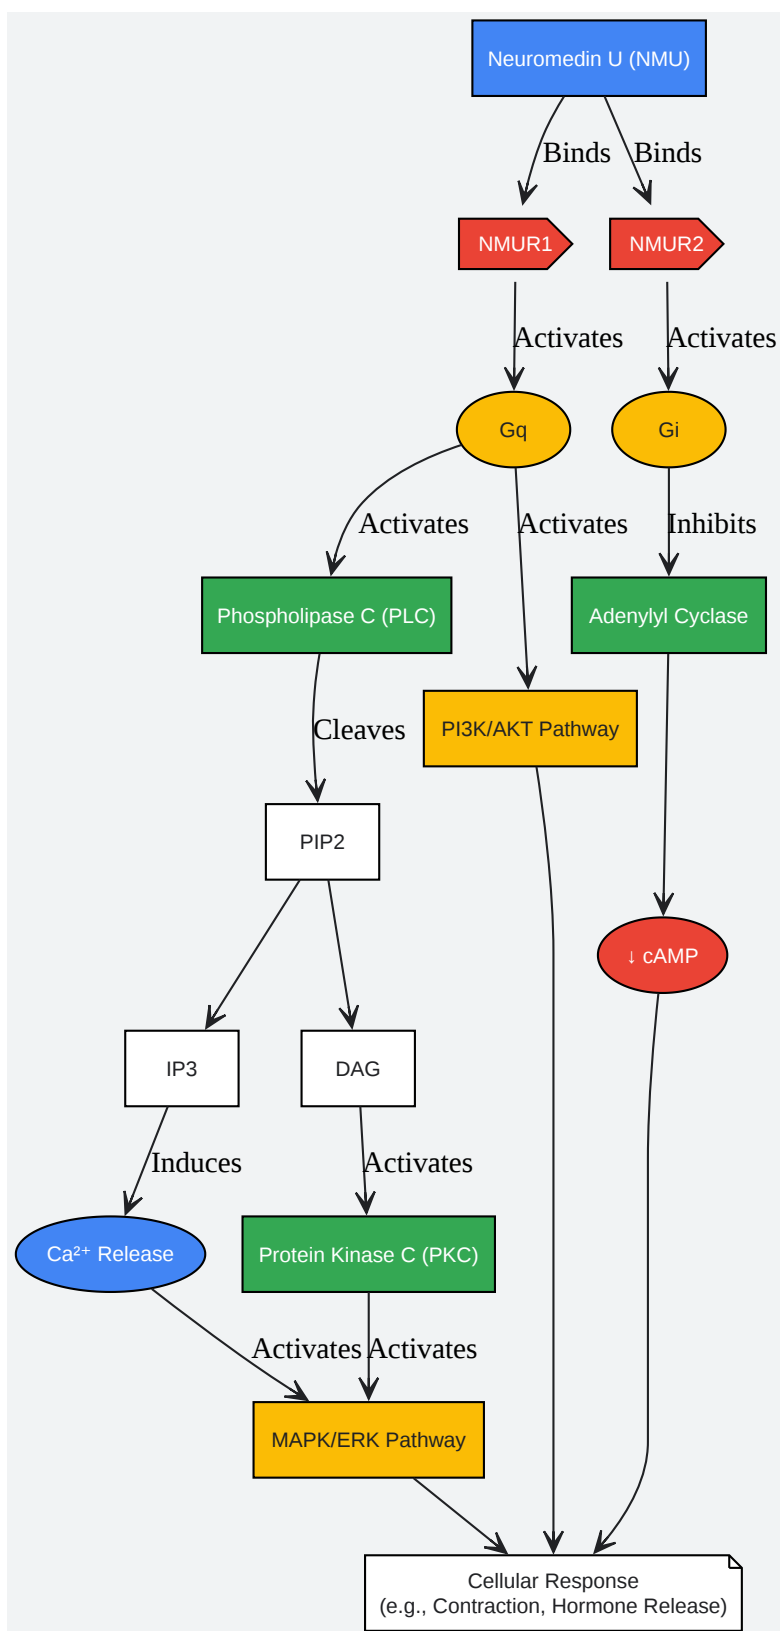 Neuromedin U (NMU)
Binds
Binds
NMUR1
NMUR2
Activates
Activates
Gq
Gi
Activates
Activates
Inhibits
Phospholipase C (PLC)
Adenylyl Cyclase
Cleaves
PI3K/AKT Pathway
PIP2
↓ cAMP
IP3
DAG
Induces
Activates
Ca²⁺ Release
Protein Kinase C (PKC)
Activates
Activates
MAPK/ERK Pathway
Cellular Response
(e.g., Contraction, Hormone Release)